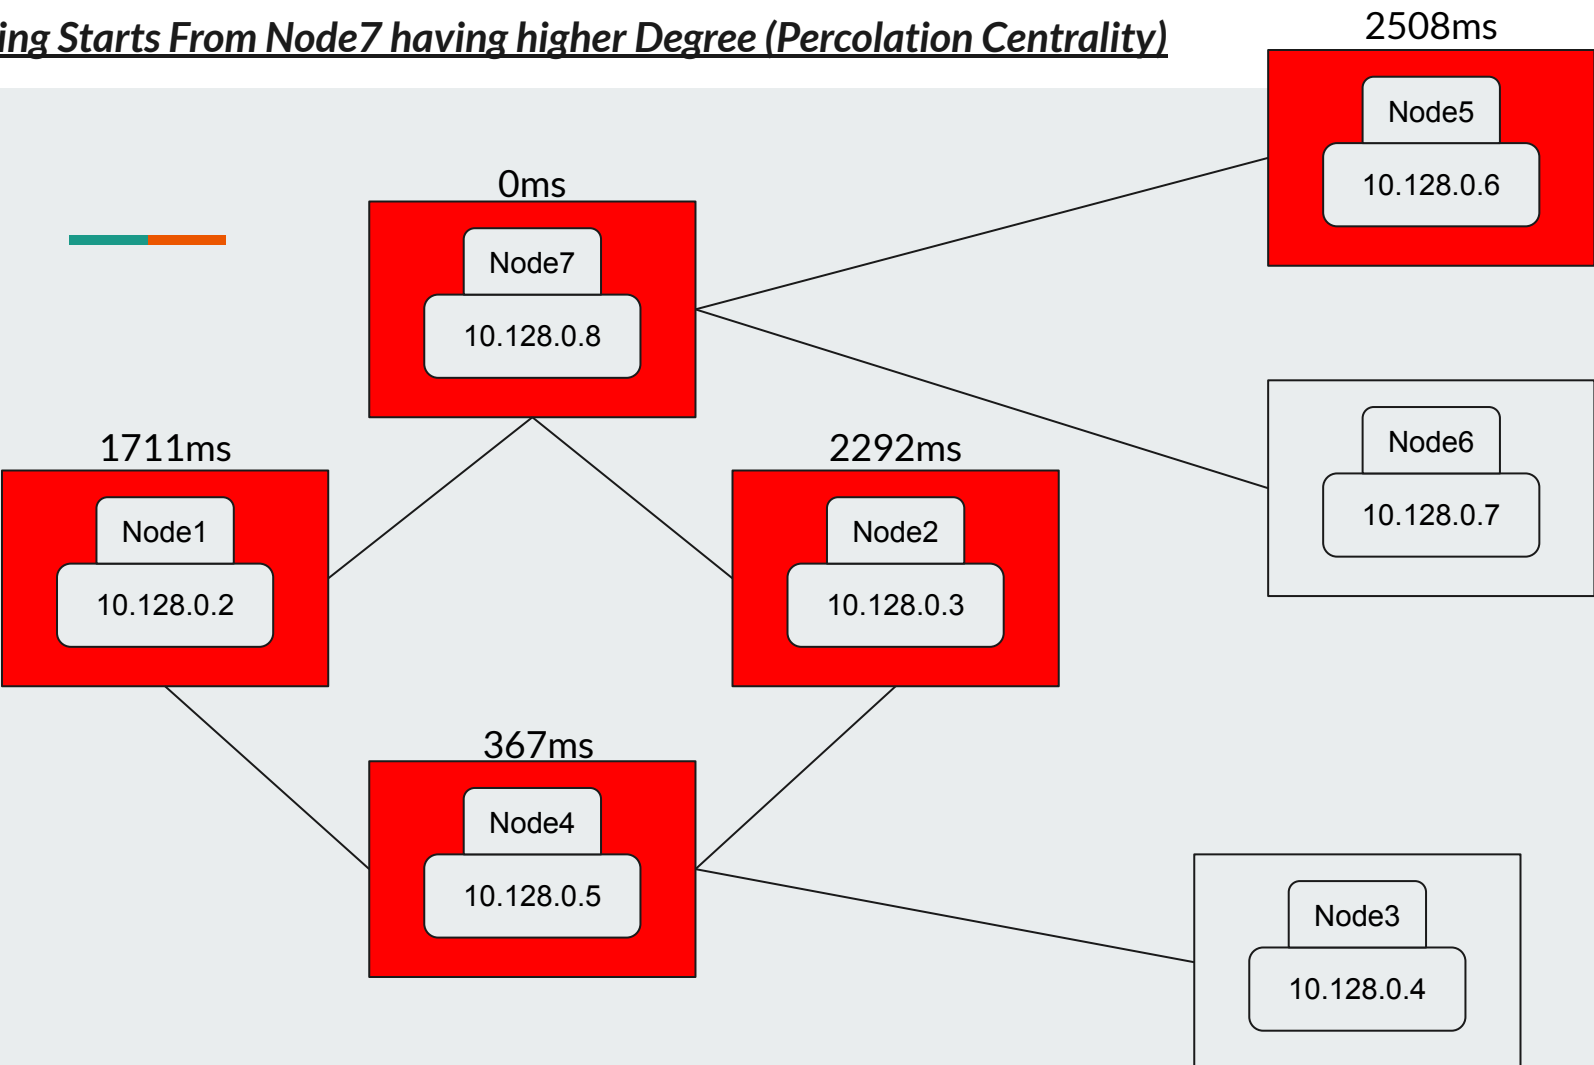 ing Starts From Node7 having higher Degree (Percolation Centrality)
2508ms
Node5
10.128.0.6
0ms
Node7
10.128.0.8
1711ms
Node1
10.128.0.2
2292ms
Node2
10.128.0.3
Node6
10.128.0.7
367ms
Node4
10.128.0.5
Node3
10.128.0.4